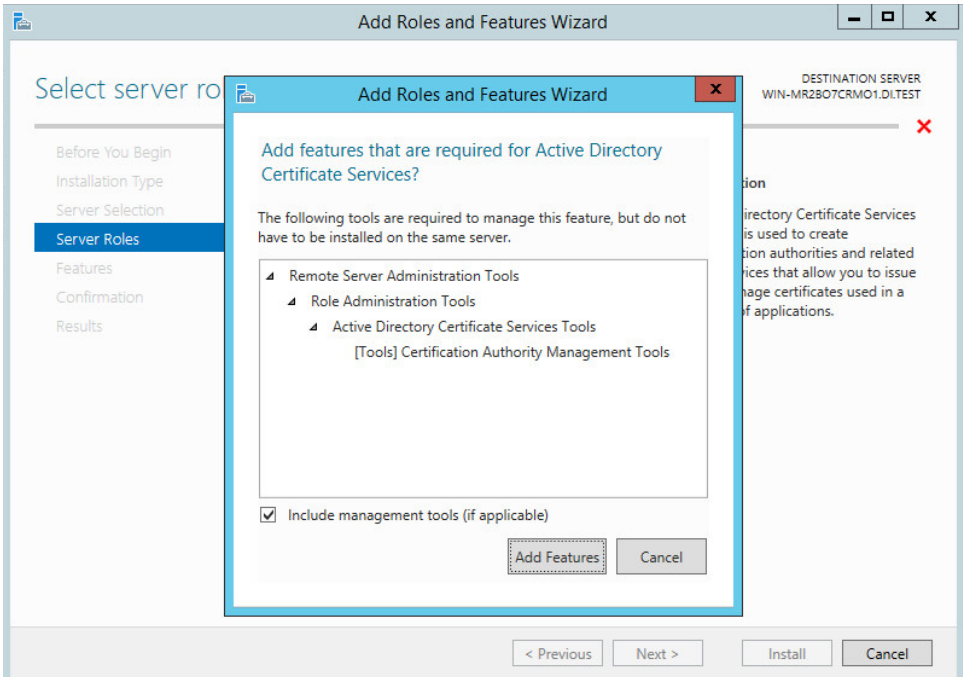 Add Roles and Features Wizard
Select server ro
DESTINATION SERVER
WIN-MR2BO7CRMO1.DI.TEST
Before You Begin
Installation Type
Server Selection
Server Roles
Features
Confirmation
Results
Add Roles and Features Wizard
Add features that are required for Active Directory
Certificate Services?
The following tools are required to manage this feature, but do not
have to be installed on the same server.
Remote Server Administration Tools
Role Administration Tools
Active Directory Certificate Services Tools
[Tools] Certification Authority Management Tools
Include management tools (if applicable)
Add Features
Cancel
tion
irectory Certificate Services
is used to create
tion authorities and related
vices that allow you to issue
nage certificates used in a
of applications.
< Previous
Next >
Install
Cancel